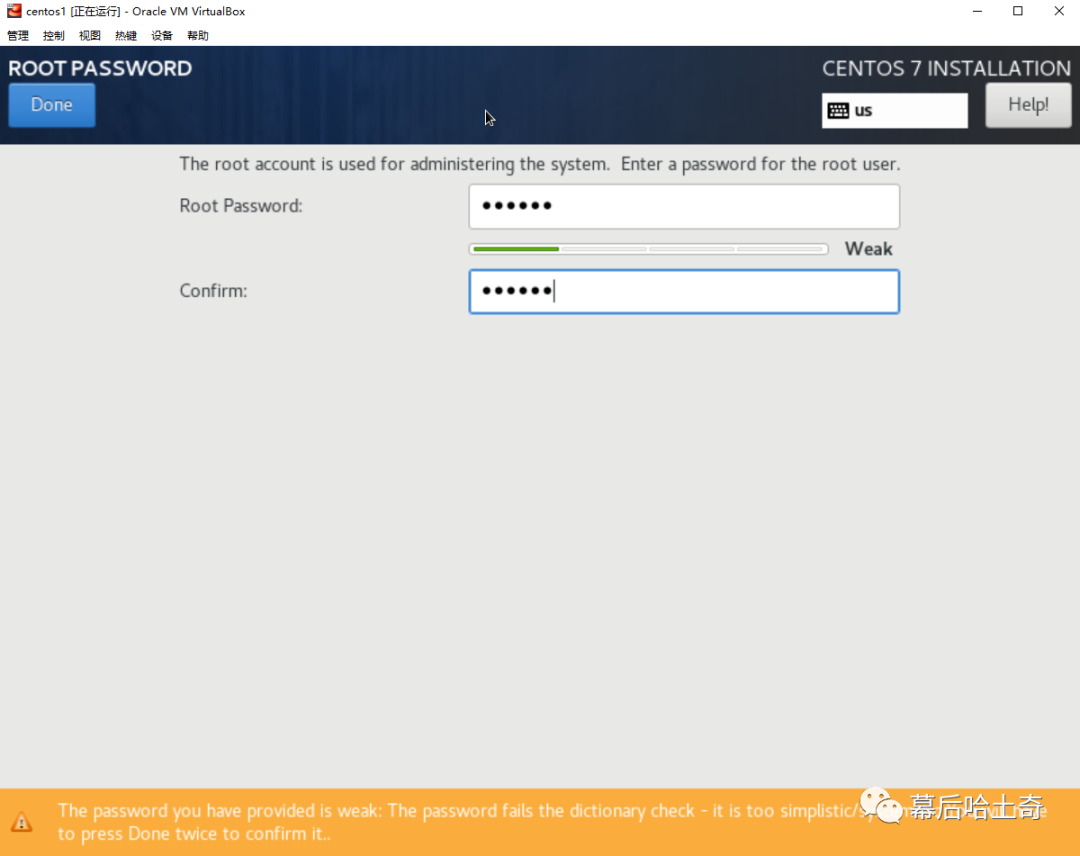 centos1 [正在运行] - Oracle VM VirtualBox
管理 控制 视图 热键 设备 帮助
ROOT PASSWORD
CENTOS 7 INSTALLATION
Done
us
Help!
The root account is used for administering the system. Enter a password for the root user.
Root Password:
••••••
Weak
Confirm:
••••••
The password you have provided is weak: The password fails the dictionary check - it is too simplistic/
to press Done twice to confirm it..
幕后哈士奇